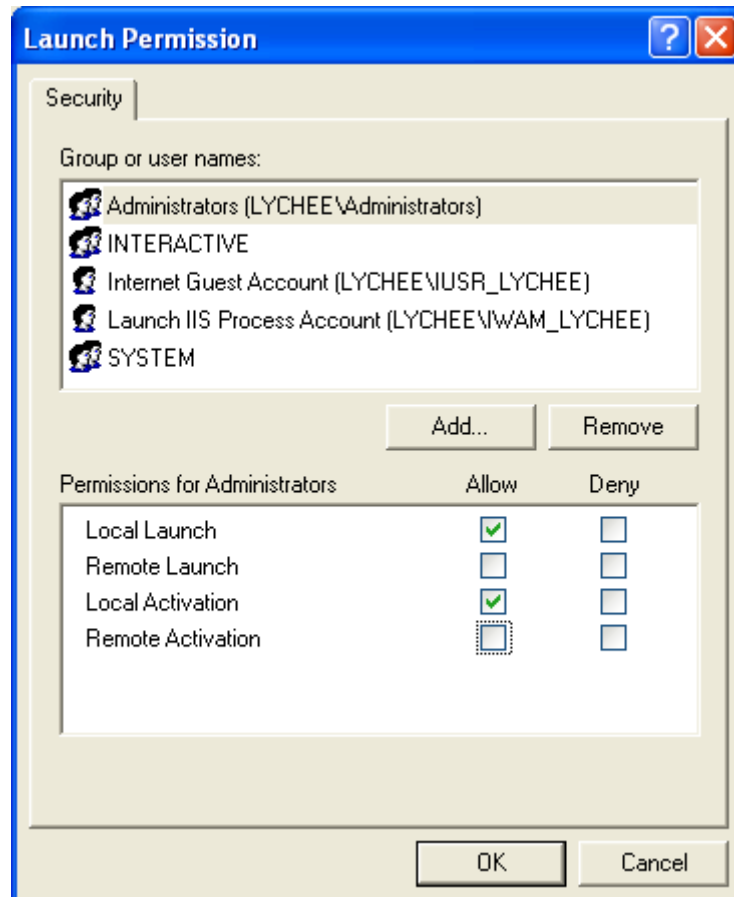 Launch Permission
Security
Group or user names:
Administrators (LYCHEE\Administrators)
INTERACTIVE
Internet Guest Account (LYCHEE\IUSR_LYCHEE)
Launch IIS Process Account (LYCHEE\IWAM_LYCHEE)
SYSTEM
Add... Remove
Permissions for Administrators Allow Deny
Local Launch
Remote Launch
Local Activation
Remote Activation
OK Cancel